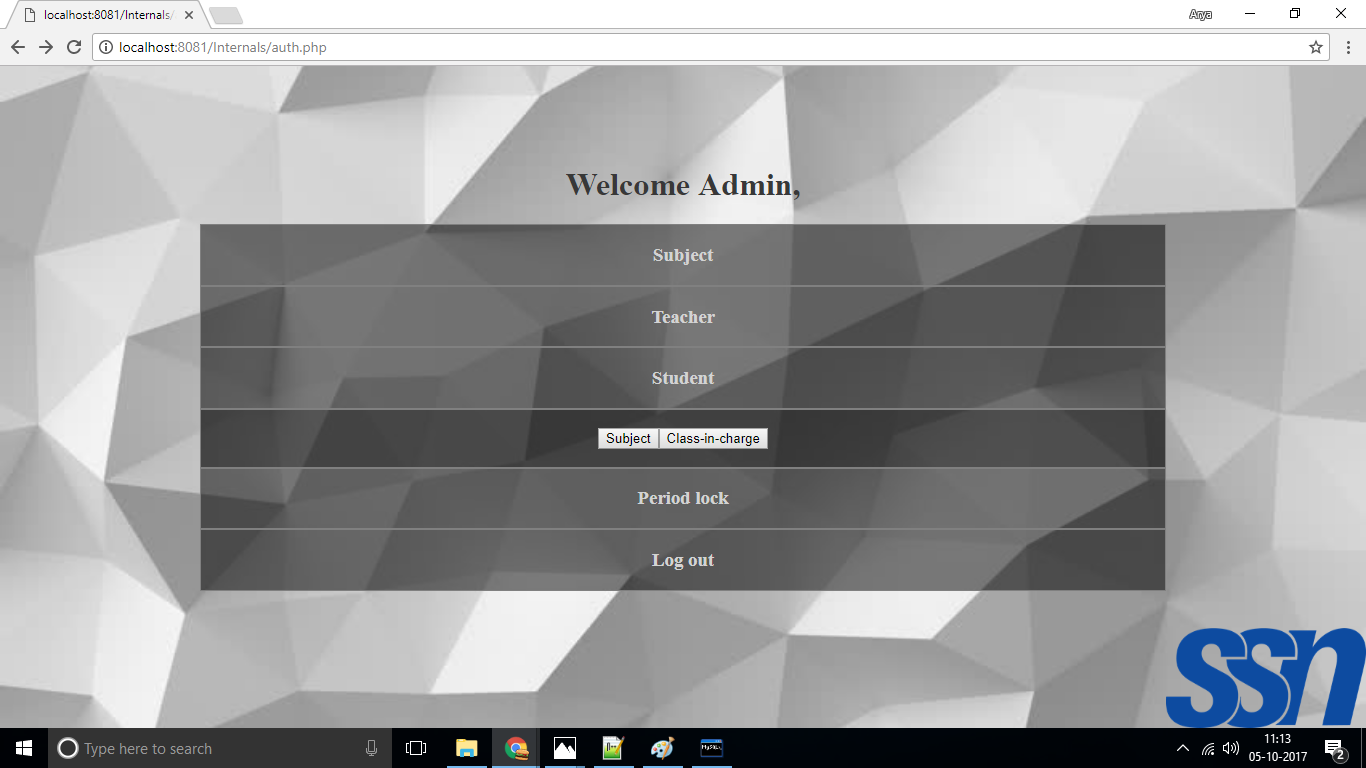 localhost:8081/Internals/
Arya
localhost:8081/Internals/auth.php
Welcome Admin,
Subject
Teacher
Student
Subject Class-in-charge
Period lock
Log out
ssn
Type here to search
MySQL
11:13
05-10-2017
2